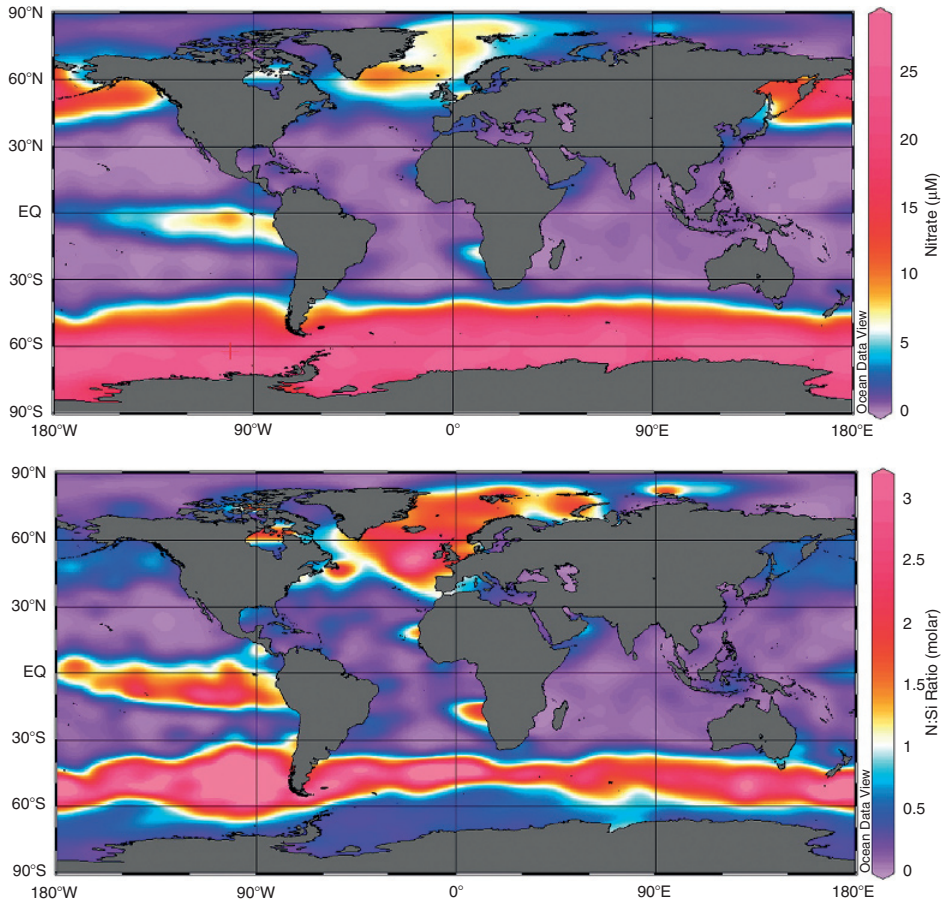 90°N
60°N
30°N
EQ
30°S
60°S
90°S
180°W
90°W
0°
90°E
180°E
Ocean Data View
25
20
15
10
5
0
Nitrate (µM)
90°N
60°N
30°N
EQ
30°S
60°S
90°S
180°W
90°W
0°
90°E
180°E
Ocean Data View
3
2.5
2
1.5
1
0.5
0
N:Si Ratio (molar)